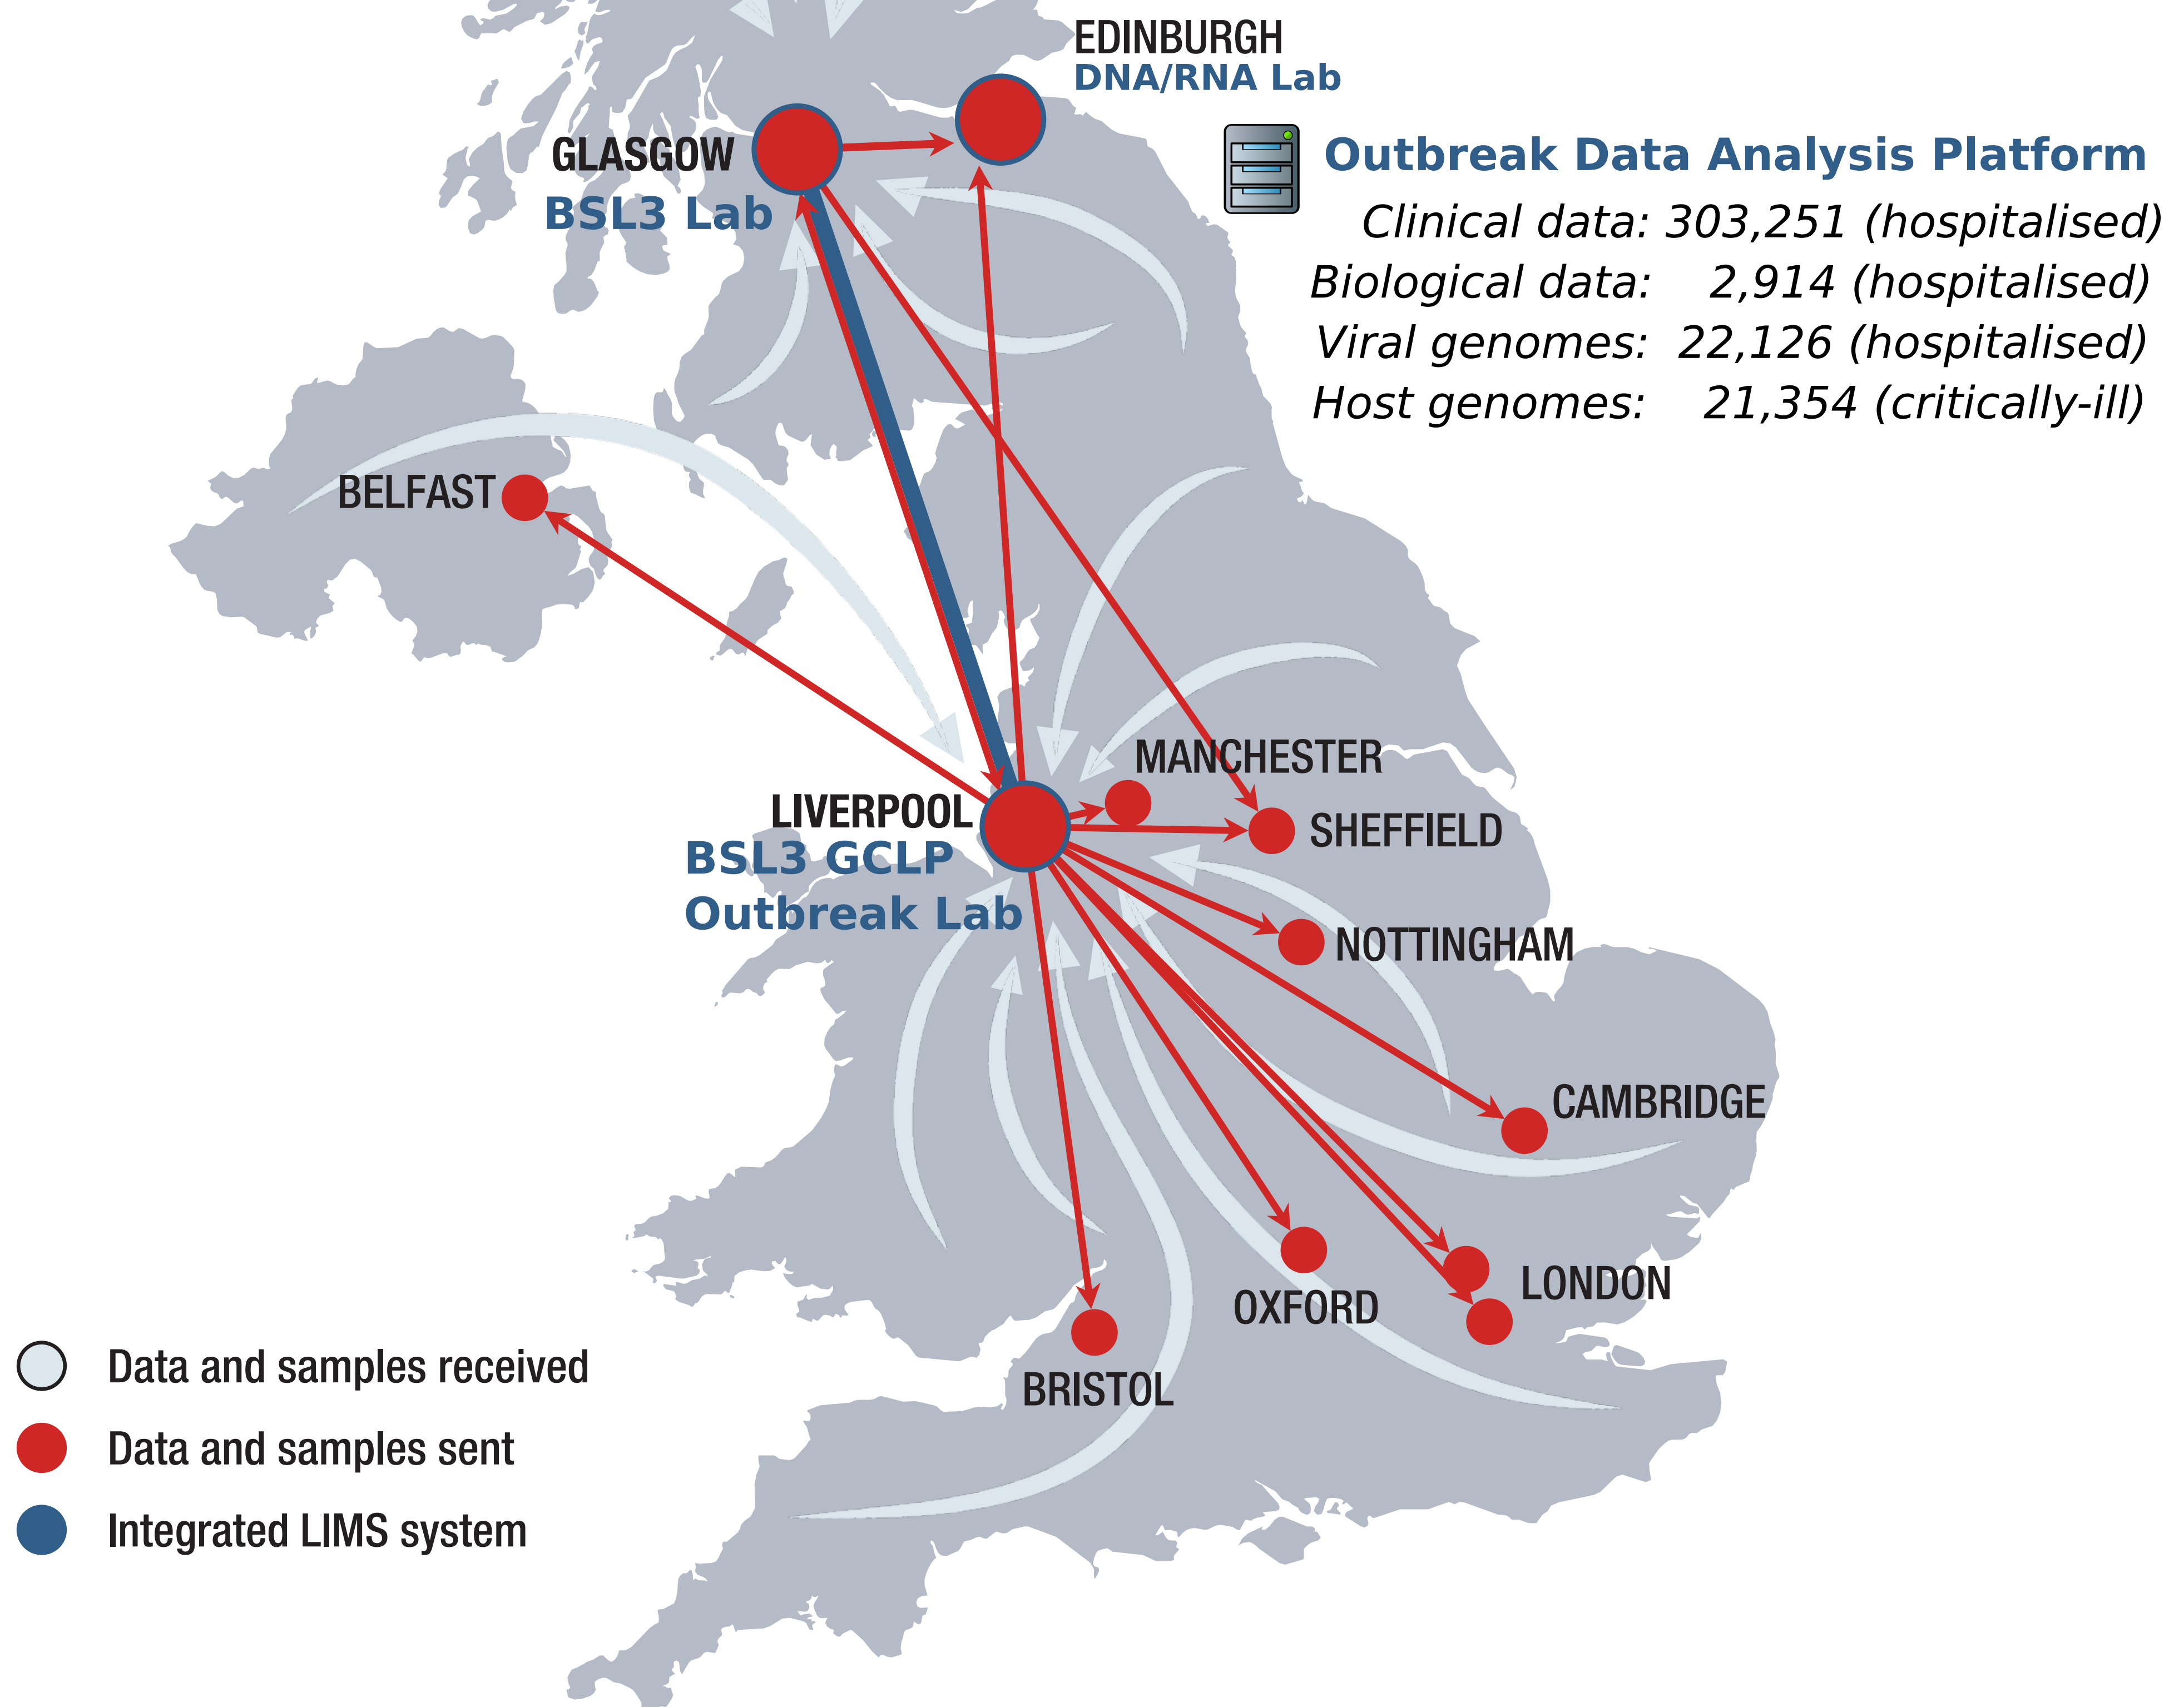 EDINBURGH
DNA/RNA Lab
GLASGOW
BSL3 Lab
Outbreak Data Analysis Platform
Clinical data: 303,251 (hospitalised)
Biological data: 2,914 (hospitalised)
Viral genomes: 22,126 (hospitalised)
Host genomes: 21,354 (critically-ill)
BELFAST
MANCHESTER
LIVERPOOL
BSL3 GCLP
Outbreak Lab
SHEFFIELD
NOTTINGHAM
CAMBRIDGE
LONDON
OXFORD
BRISTOL
Data and samples received
Data and samples sent
Integrated LIMS system